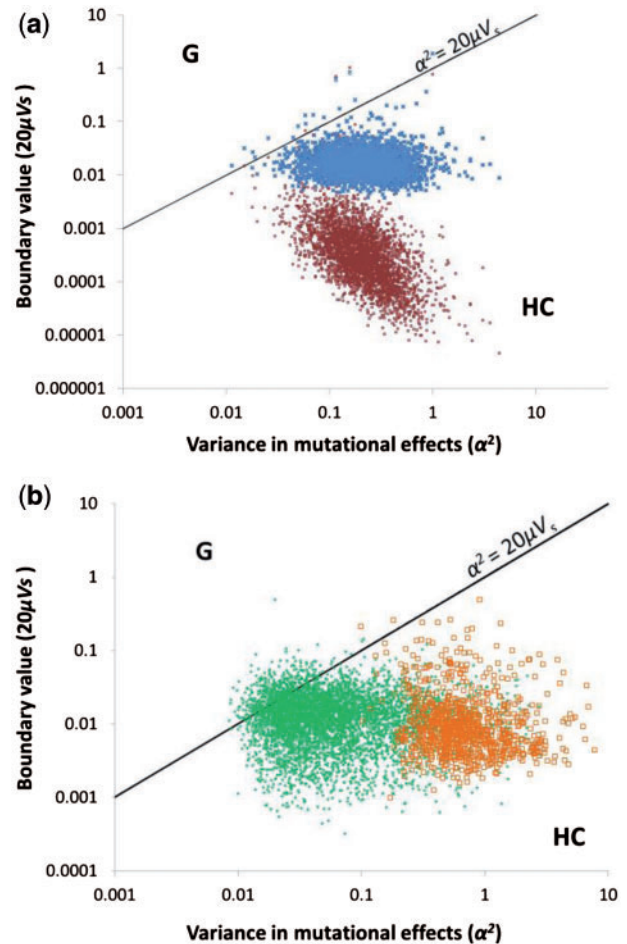 (a)
10
1
0.1
0.01
0.001
0.0001
0.00001
0.000001
Boundary value (20μVs)
G
α² = 20μVₛ
HC
0.001
0.01
0.1
1
10
Variance in mutational effects (α²)
(b)
10
1
0.1
0.01
0.001
0.0001
Boundary value (20μVs)
G
α² = 20μVₛ
HC
0.001
0.01
0.1
1
10
Variance in mutational effects (α²)